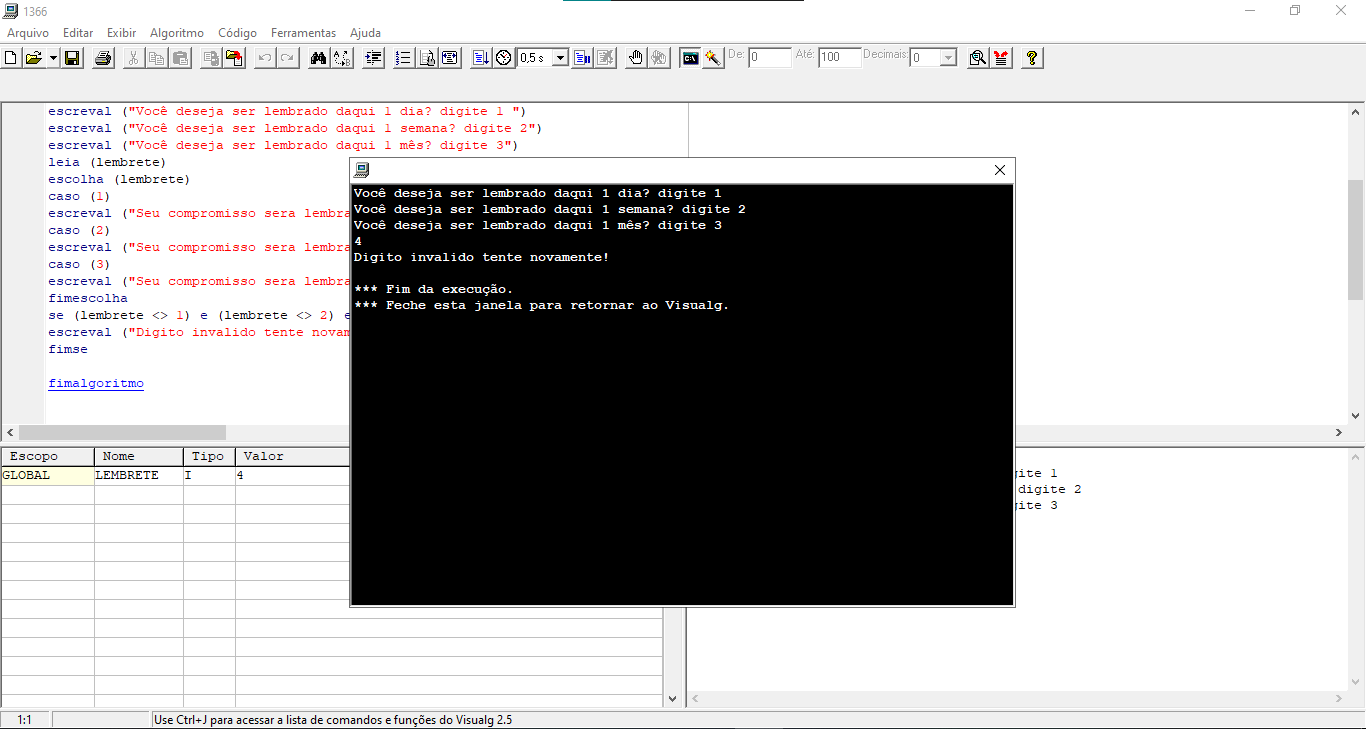 1366
Arquivo Editar Exibir Algoritmo Código Ferramentas Ajuda
0,5 s De: 0 Até: 100 Decimais: 0
escreval ("Você deseja ser lembrado daqui 1 dia? digite 1 ")
escreval ("Você deseja ser lembrado daqui 1 semana? digite 2")
escreval ("Você deseja ser lembrado daqui 1 mês? digite 3")
leia (lembrete)
escolha (lembrete)
caso (1)
escreval ("Seu compromisso sera lembra
caso (2)
escreval ("Seu compromisso sera lembra
caso (3)
escreval ("Seu compromisso sera lembra
fimescolha
se (lembrete <> 1) e (lembrete <> 2) e
escreval ("Digito invalido tente novam
fimse
fimalgoritmo
Você deseja ser lembrado daqui 1 dia? digite 1
Você deseja ser lembrado daqui 1 semana? digite 2
Você deseja ser lembrado daqui 1 mês? digite 3
4
Digito invalido tente novamente!
*** Fim da execução.
*** Feche esta janela para retornar ao Visualg.
Escopo Nome Tipo Valor
GLOBAL LEMBRETE I 4
gite 1
digite 2
gite 3
1:1 Use Ctrl+J para acessar a lista de comandos e funções do Visualg 2.5